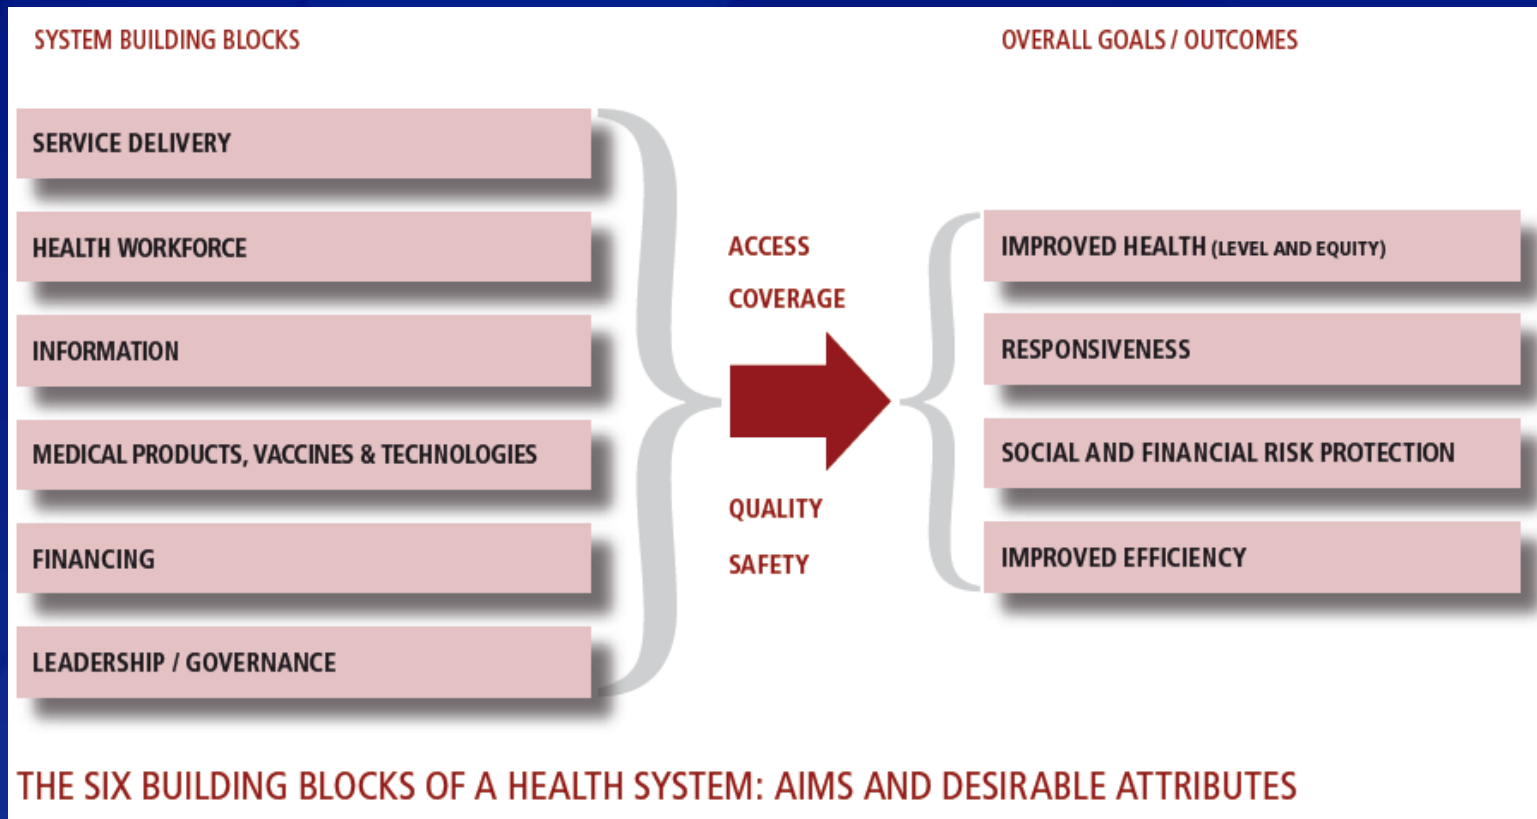 SYSTEM BUILDING BLOCKS
OVERALL GOALS / OUTCOMES
SERVICE DELIVERY
HEALTH WORKFORCE
INFORMATION
MEDICAL PRODUCTS, VACCINES & TECHNOLOGIES
FINANCING
LEADERSHIP / GOVERNANCE
ACCESS
COVERAGE
QUALITY
SAFETY
IMPROVED HEALTH (LEVEL AND EQUITY)
RESPONSIVENESS
SOCIAL AND FINANCIAL RISK PROTECTION
IMPROVED EFFICIENCY
THE SIX BUILDING BLOCKS OF A HEALTH SYSTEM: AIMS AND DESIRABLE ATTRIBUTES